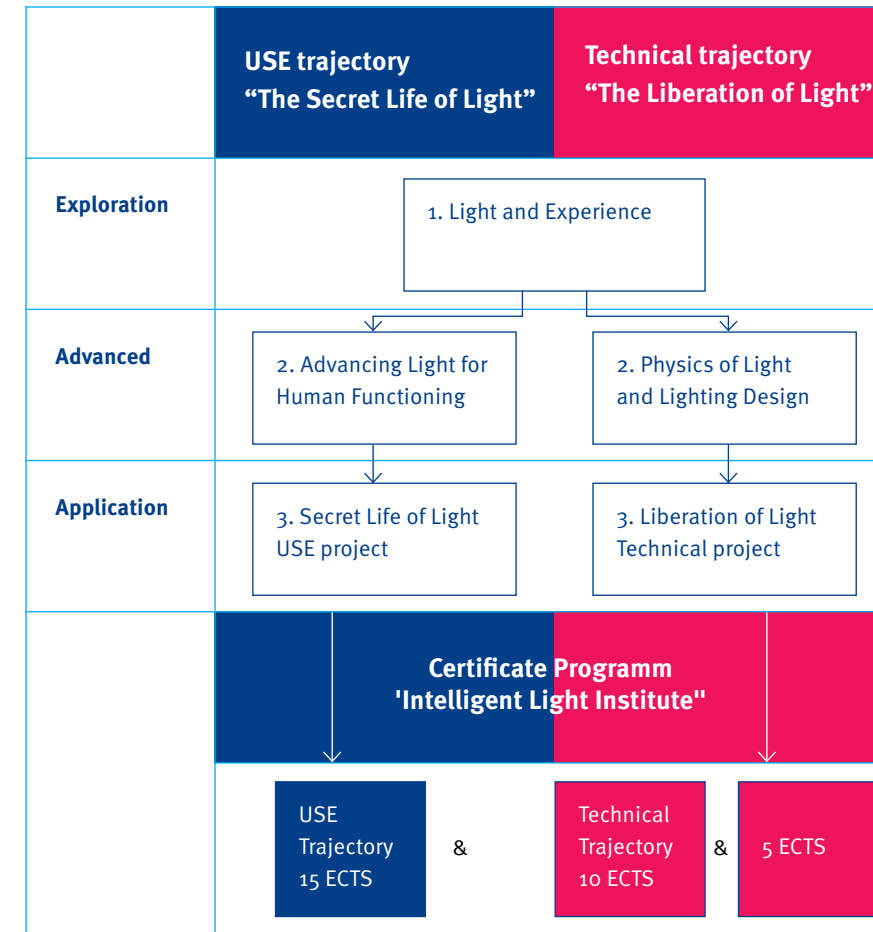 USE trajectory
“The Secret Life of Light”
Technical trajectory
“The Liberation of Light”
Exploration
1. Light and Experience
Advanced
2. Advancing Light for
Human Functioning
2. Physics of Light
and Lighting Design
Application
3. Secret Life of Light
USE project
3. Liberation of Light
Technical project
Certificate Programm
'Intelligent Light Institute"
USE
Trajectory
15 ECTS
&
Technical
Trajectory
10 ECTS
&
5 ECTS